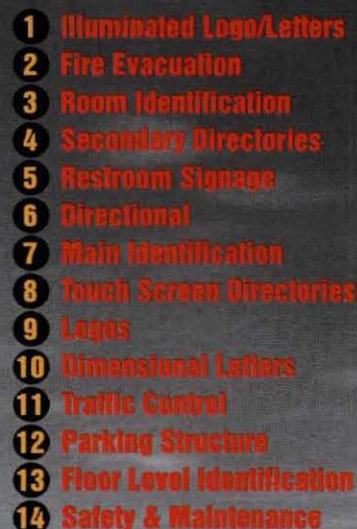 1 Illuminated Logo/Letters
2 Fire Evacuation
3 Room Identification
4 Secondary Directories
5 Restroom Signage
6 Directional
7 Main Identification
8 Touch Screen Directories
9 Logos
10 Dimensional Letters
11 Traffic Control
12 Parking Structure
13 Floor Level Identification
14 Safety & Maintenance